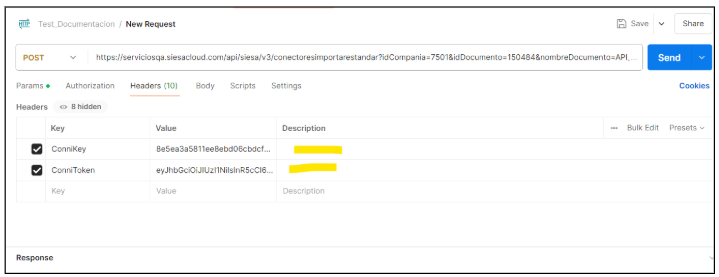 HTTP Test_Documentacion / New Request Save Share
POST https://serviciosqa.siesacloud.com/api/siesa/v3/conectoresimportarestandar?idCompania=7501&idDocumento=150484&nombreDocumento=API_... Send
Params Authorization Headers (10) Body Scripts Settings Cookies
Headers 8 hidden
Key Value Description ... Bulk Edit Presets
ConniKey 8e5ea3a5811ee8ebd06cbdcf...
ConniToken eyJhbGciOiJIUzI1NiIsInR5cCI6...
Key Value Description
Response